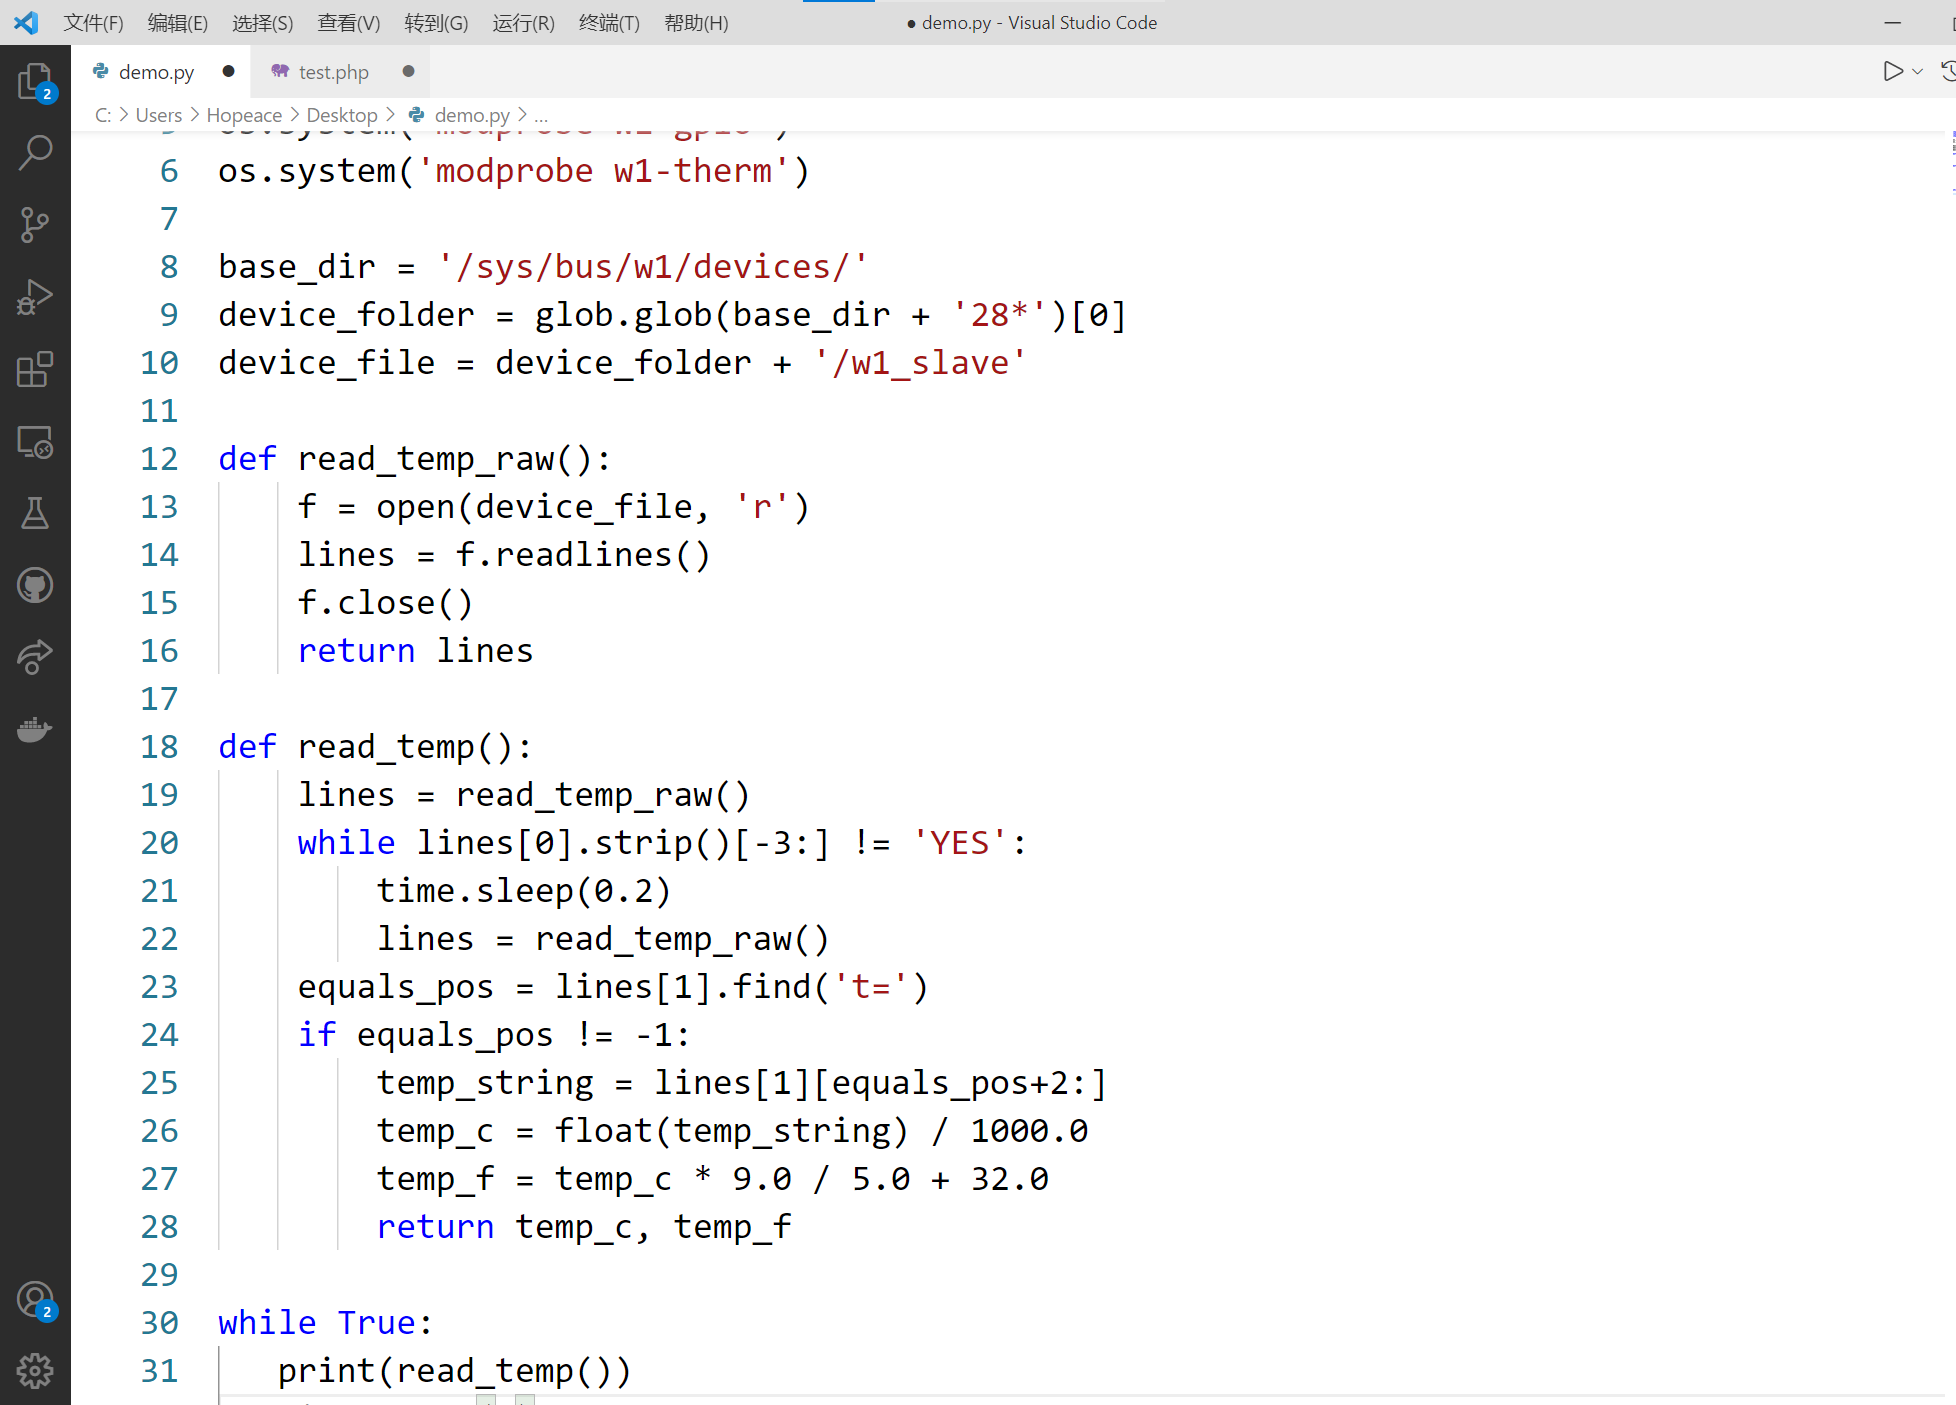 文件(F) 编辑(E) 选择(S) 查看(V) 转到(G) 运行(R) 终端(T) 帮助(H) ● demo.py - Visual Studio Code
demo.py ● test.php ●
C: > Users > Hopeace > Desktop > demo.py > ...
6 os.system('modprobe w1-therm')
7
8 base_dir = '/sys/bus/w1/devices/'
9 device_folder = glob.glob(base_dir + '28*')[0]
10 device_file = device_folder + '/w1_slave'
11
12 def read_temp_raw():
13 f = open(device_file, 'r')
14 lines = f.readlines()
15 f.close()
16 return lines
17
18 def read_temp():
19 lines = read_temp_raw()
20 while lines[0].strip()[-3:] != 'YES':
21 time.sleep(0.2)
22 lines = read_temp_raw()
23 equals_pos = lines[1].find('t=')
24 if equals_pos != -1:
25 temp_string = lines[1][equals_pos+2:]
26 temp_c = float(temp_string) / 1000.0
27 temp_f = temp_c * 9.0 / 5.0 + 32.0
28 return temp_c, temp_f
29
30 while True:
31 print(read_temp())
2
2